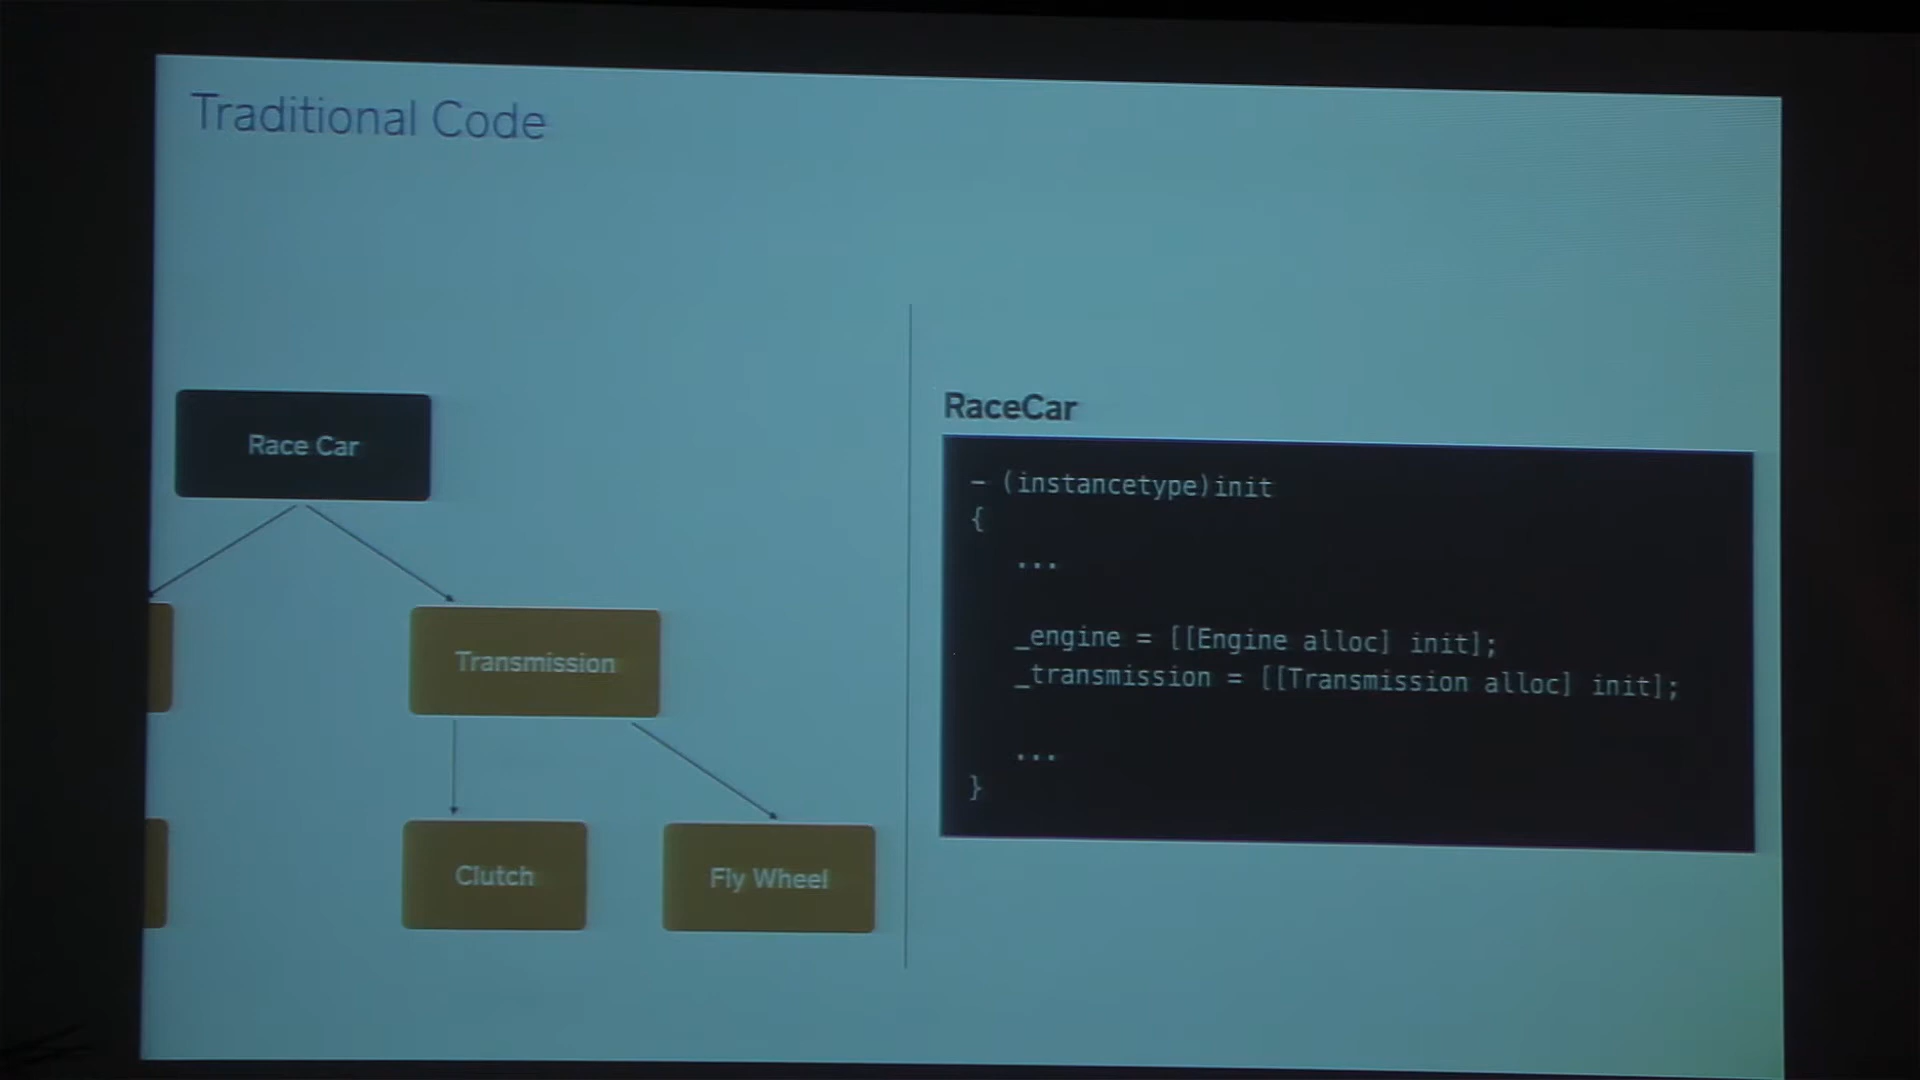 Traditional Code
Race Car
Transmission
Clutch
Fly Wheel
RaceCar
- (instancetype)init
{
...
_engine = [[Engine alloc] init];
_transmission = [[Transmission alloc] init];
...
}